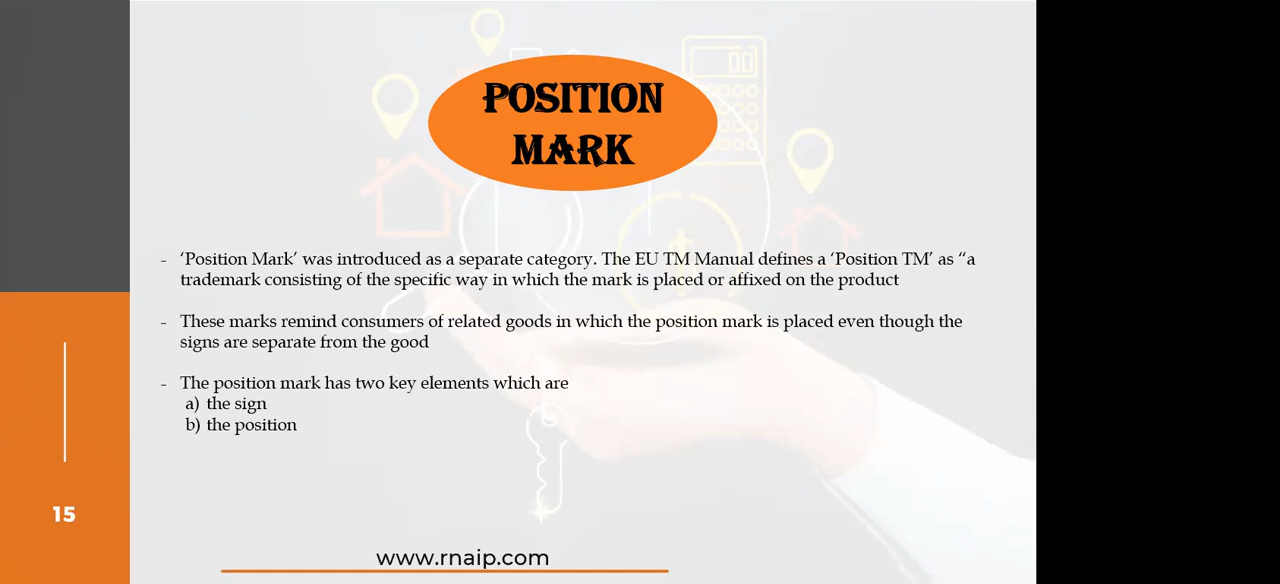 POSITION
MARK
- ‘Position Mark’ was introduced as a separate category. The EU TM Manual defines a ‘Position TM’ as “a
trademark consisting of the specific way in which the mark is placed or affixed on the product
- These marks remind consumers of related goods in which the position mark is placed even though the
signs are separate from the good
- The position mark has two key elements which are
a) the sign
b) the position
15
www.rnaip.com